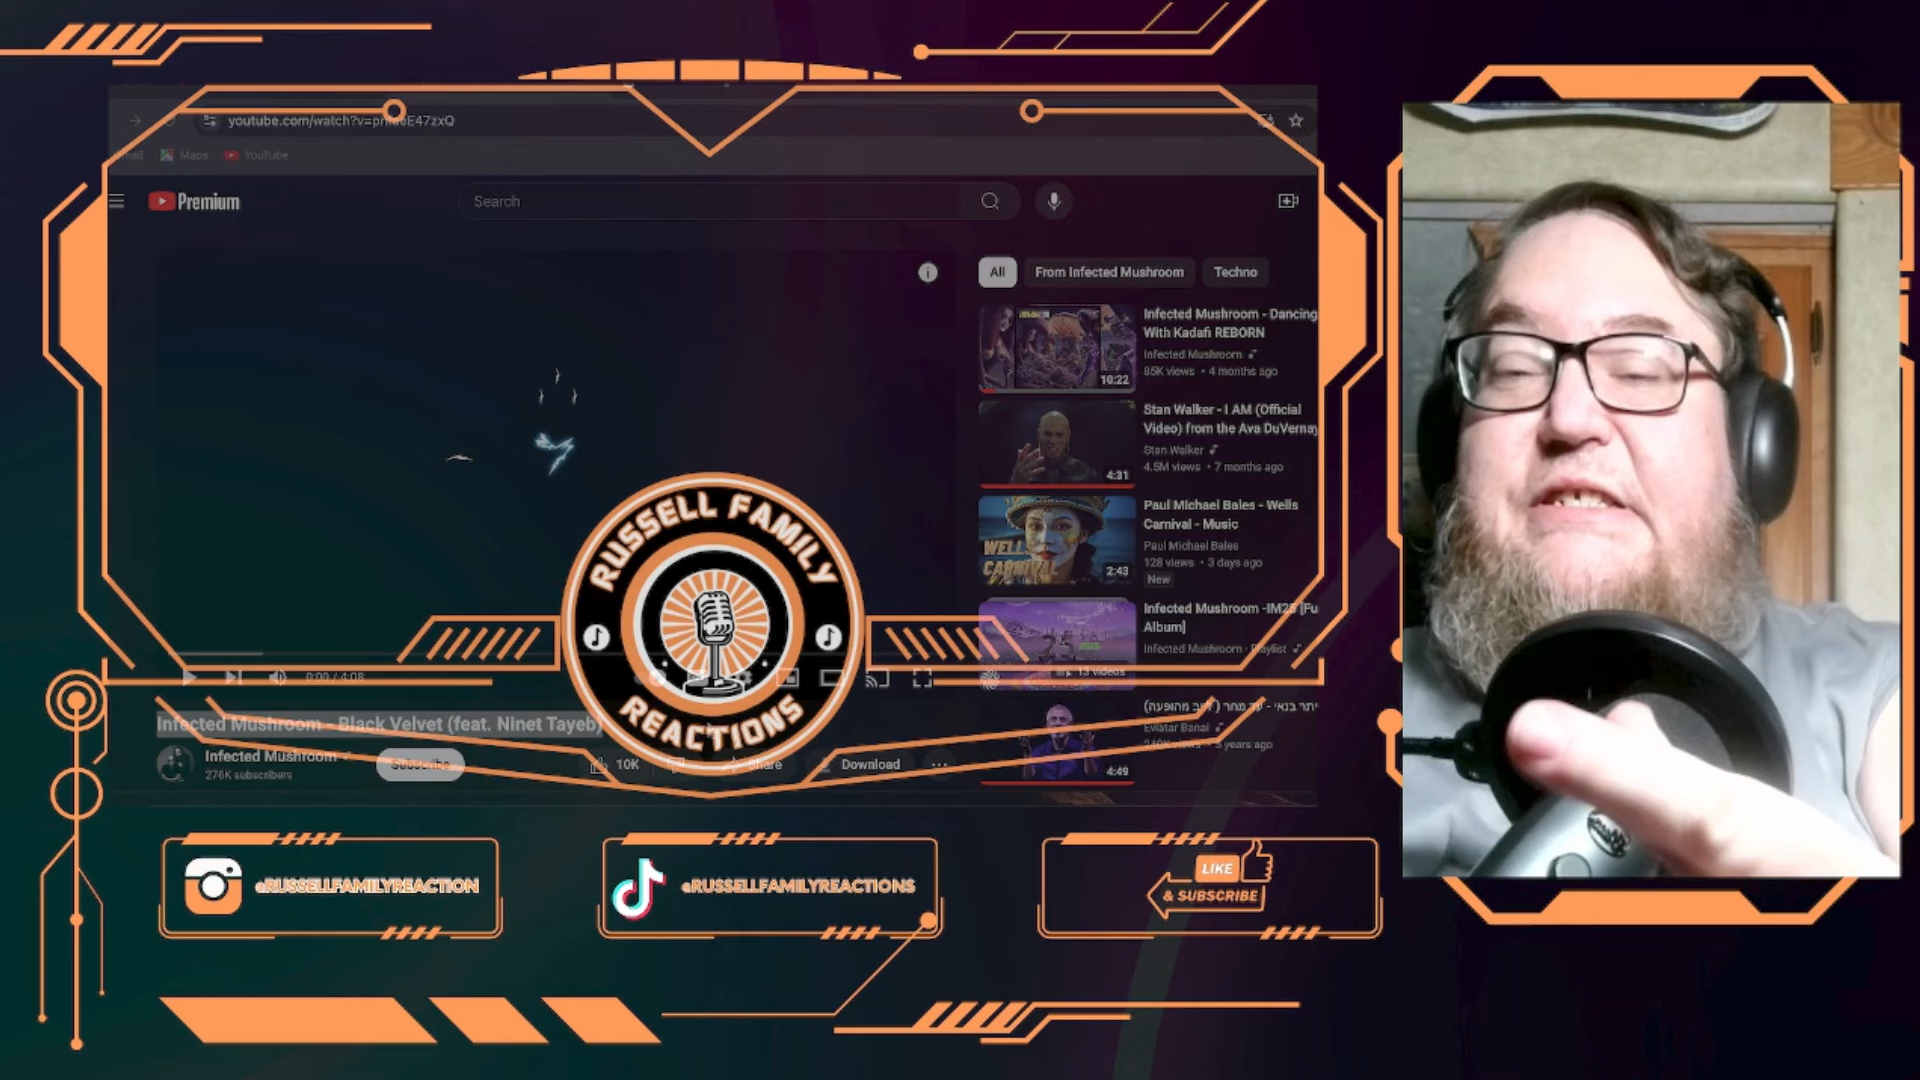 youtube.com/watch?v=
Maps
YouTube
Premium
Search
All
From Infected Mushroom
Techno
Infected Mushroom - Dancing
With Kadafi REBORN
Infected Mushroom
85K views • 4 months ago
10:22
Stan Walker - I AM (Official
Video) from the Ava DuVernay
Stan Walker
4.5M views • 7 months ago
4:31
Paul Michael Bales - Wells
Carnival - Music
Paul Michael Bales
128 views • 3 days ago
New
WELLS
CARNIVAL
2:43
Infected Mushroom -IM25 [Fu
Album]
Infected Mushroom · Playlist
13 videos
Eviatar Banai
5 years ago
4:49
0:00 / 4:08
Infected Mushroom - Black Velvet (feat. Ninet Tayeb)
Infected Mushroom
276K subscribers
Subscribe
10K
Share
Download
RUSSELL FAMILY
REACTIONS
@RUSSELLFAMILYREACTION
@RUSSELLFAMILYREACTIONS
LIKE
& SUBSCRIBE